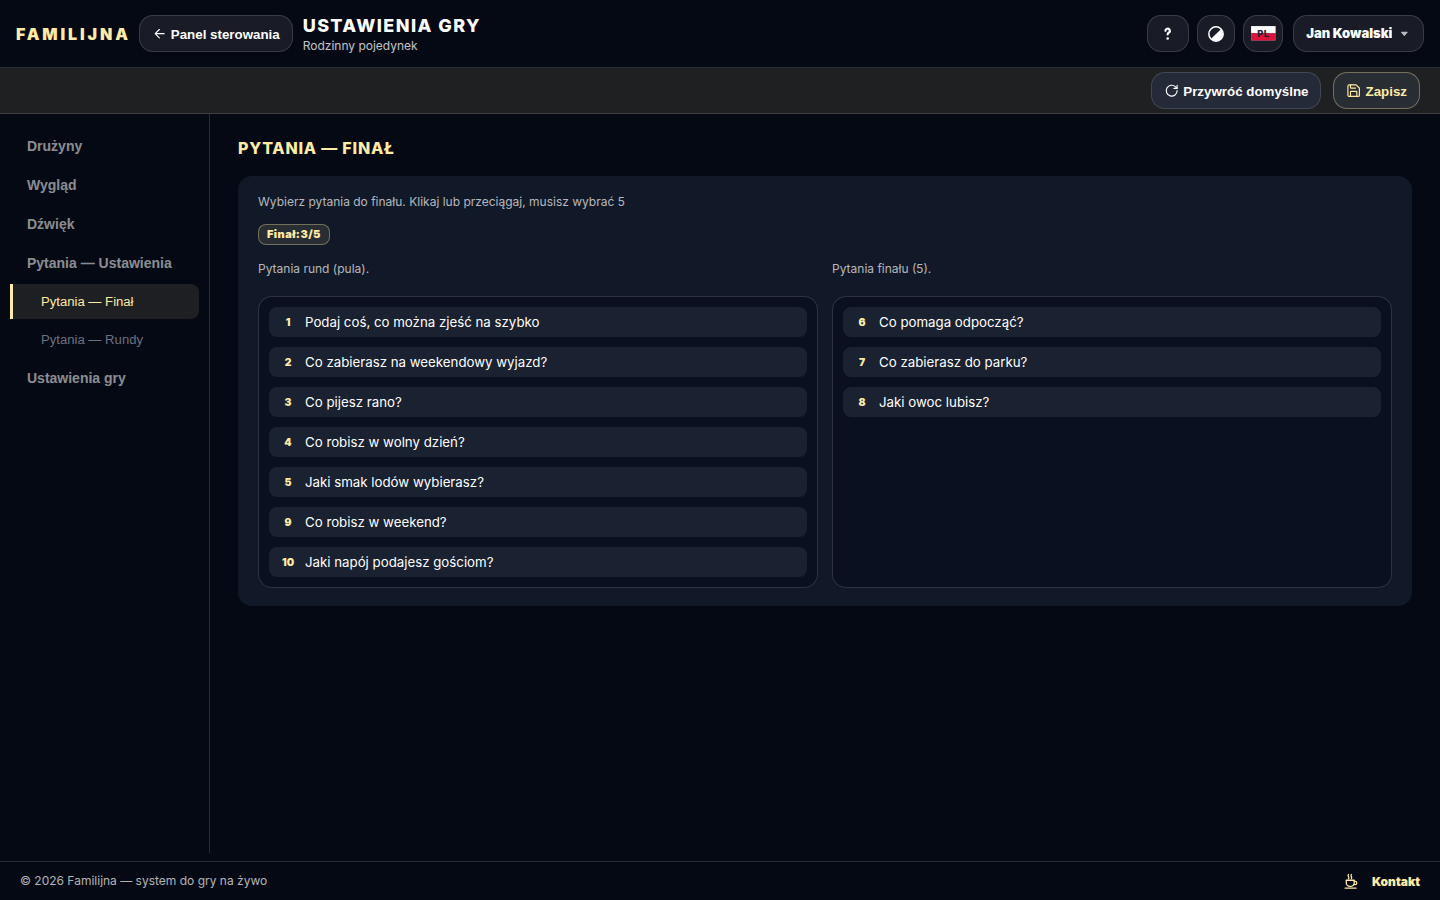 FAMILIJNA
Panel sterowania
USTAWIENIA GRY
Rodzinny pojedynek
?
PL
Jan Kowalski
Przywróć domyślne
Zapisz
Drużyny
Wygląd
Dźwięk
Pytania — Ustawienia
Pytania — Finał
Pytania — Rundy
Ustawienia gry
PYTANIA — FINAŁ
Wybierz pytania do finału. Klikaj lub przeciągaj, musisz wybrać 5
Finał:3/5
Pytania rund (pula).
1 Podaj coś, co można zjeść na szybko
2 Co zabierasz na weekendowy wyjazd?
3 Co pijesz rano?
4 Co robisz w wolny dzień?
5 Jaki smak lodów wybierasz?
9 Co robisz w weekend?
10 Jaki napój podajesz gościom?
Pytania finału (5).
6 Co pomaga odpocząć?
7 Co zabierasz do parku?
8 Jaki owoc lubisz?
© 2026 Familijna — system do gry na żywo
Kontakt